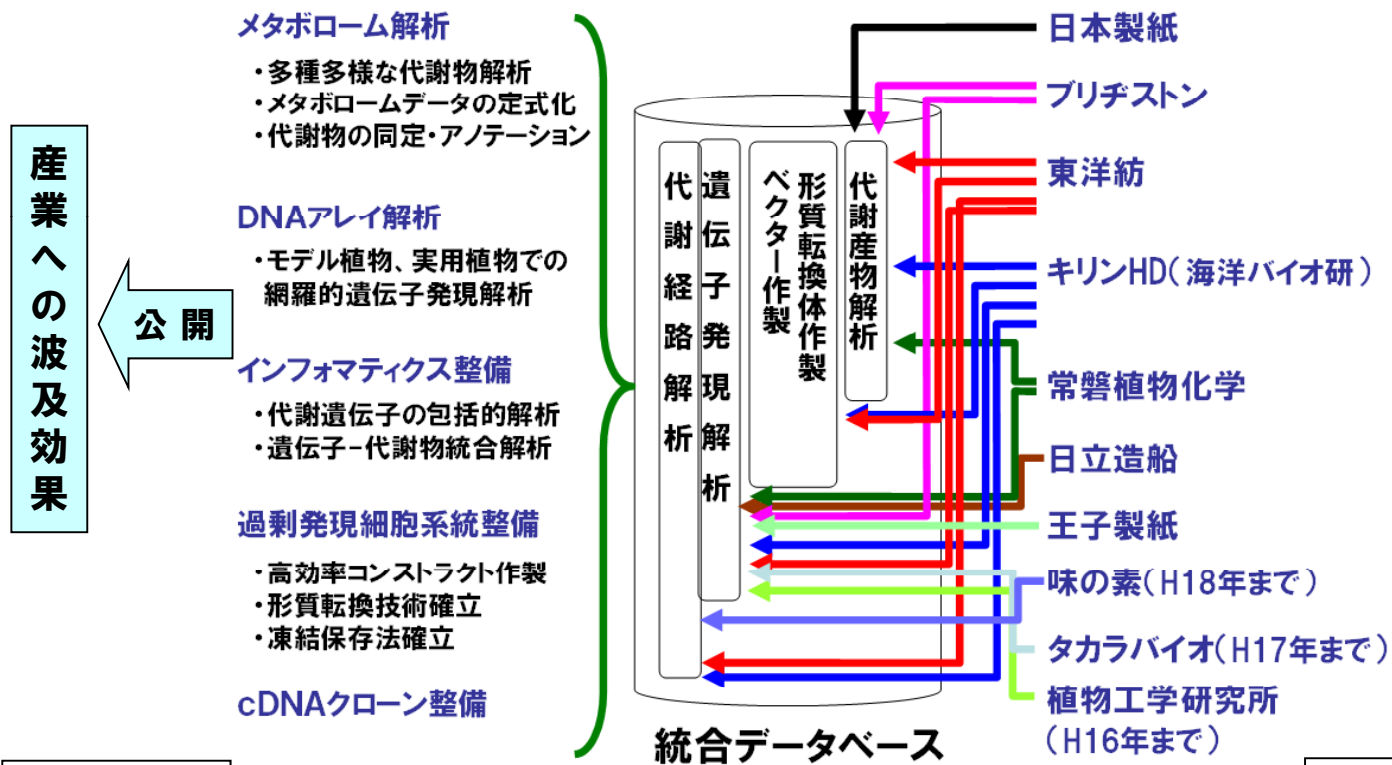 産業への波及効果
公開
メタボローム解析
・多種多様な代謝物解析
・メタボロームデータの定式化
・代謝物の同定・アノテーション
DNAアレイ解析
・モデル植物、実用植物での
網羅的遺伝子発現解析
インフォマティクス整備
・代謝遺伝子の包括的解析
・遺伝子−代謝物統合解析
過剰発現細胞系統整備
・高効率コンストラクト作製
・形質転換技術確立
・凍結保存法確立
cDNAクローン整備
代謝経路解析
遺伝子発現解析
形質転換体作製
ベクター作製
代謝産物解析
統合データベース
日本製紙
ブリヂストン
東洋紡
キリンHD(海洋バイオ研)
常磐植物化学
日立造船
王子製紙
味の素(H18年まで)
タカラバイオ(H17年まで)
植物工学研究所
(H16年まで)